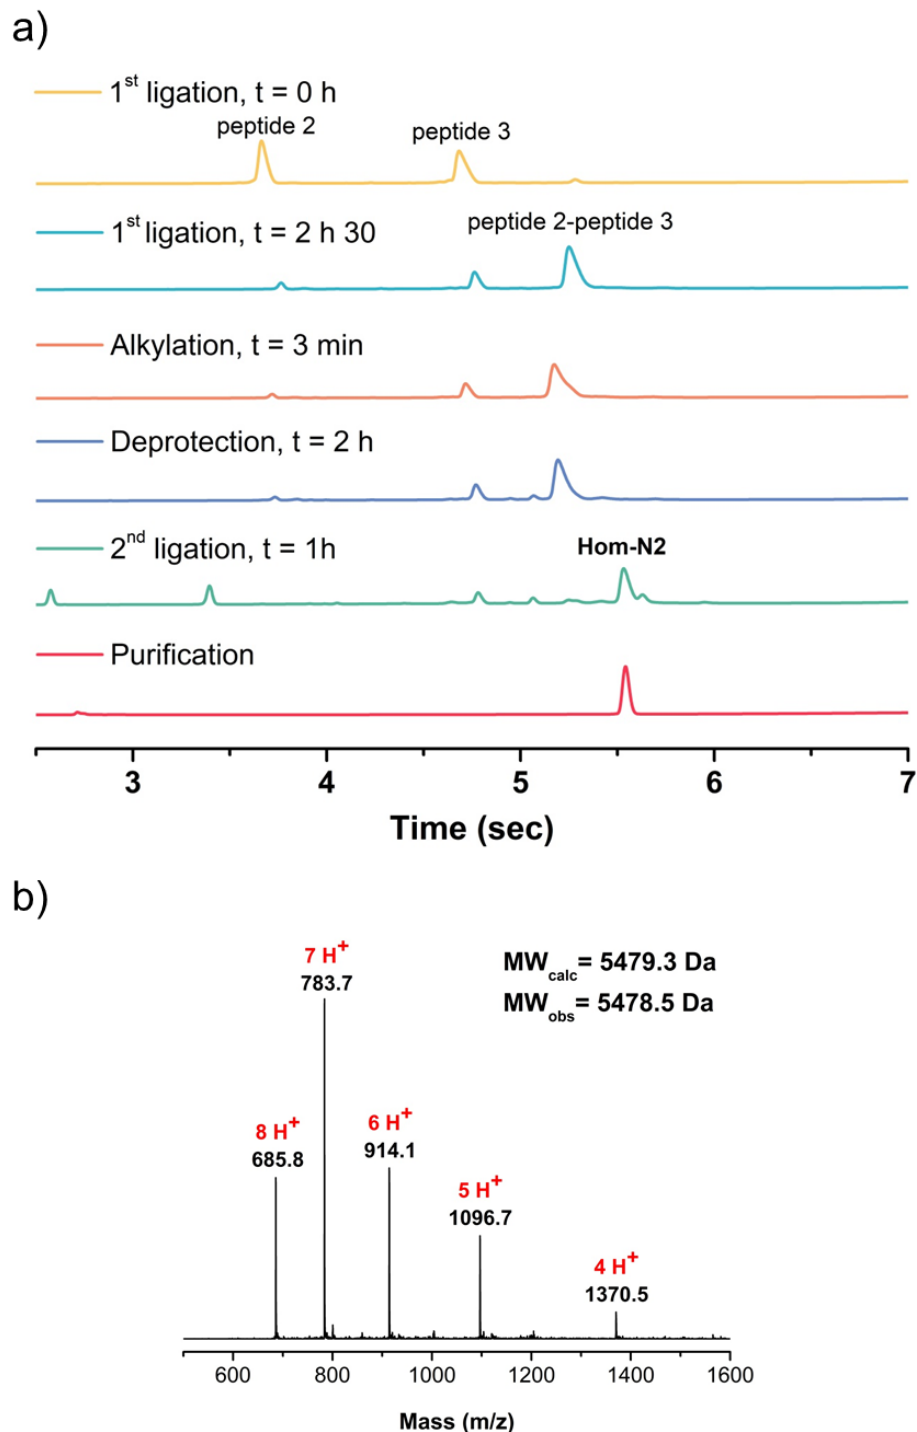 a)
1st ligation, t = 0 h
peptide 2
peptide 3
1st ligation, t = 2 h 30
peptide 2-peptide 3
Alkylation, t = 3 min
Deprotection, t = 2 h
2nd ligation, t = 1h
Hom-N2
Purification
3 4 5 6 7
Time (sec)
b)
7 H+
783.7
MWcalc= 5479.3 Da
MWobs= 5478.5 Da
8 H+
685.8
6 H+
914.1
5 H+
1096.7
4 H+
1370.5
600 800 1000 1200 1400 1600
Mass (m/z)